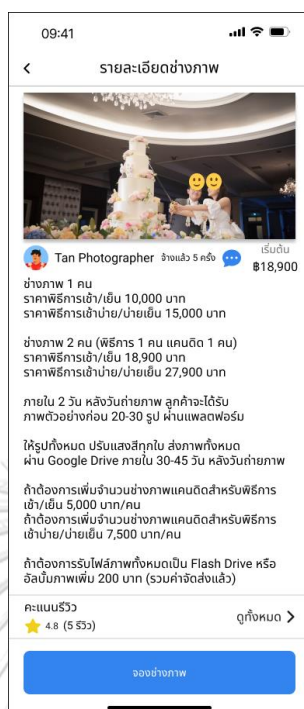 09:41
รายละเอียดช่างภาพ
Tan Photographer จ้างแล้ว 5 ครั้ง
เริ่มต้น
฿18,900
ช่างภาพ 1 คน
ราคาพิธีการเช้า/เย็น 10,000 บาท
ราคาพิธีการเช้าบ่าย/บ่ายเย็น 15,000 บาท
ช่างภาพ 2 คน (พิธีการ 1 คน แคนดิด 1 คน)
ราคาพิธีการเช้า/เย็น 18,900 บาท
ราคาพิธีการเช้าบ่าย/บ่ายเย็น 27,900 บาท
ภายใน 2 วัน หลังวันถ่ายภาพ ลูกค้าจะได้รับ
ภาพตัวอย่างก่อน 20-30 รูป ผ่านแพลตฟอร์ม
ให้รูปทั้งหมด ปรับแสงสีทุกใบ ส่งภาพทั้งหมด
ผ่าน Google Drive ภายใน 30-45 วัน หลังวันถ่ายภาพ
ถ้าต้องการเพิ่มจำนวนช่างภาพแคนดิดสำหรับพิธีการ
เช้า/เย็น 5,000 บาท/คน
ถ้าต้องการเพิ่มจำนวนช่างภาพแคนดิดสำหรับพิธีการ
เช้าบ่าย/บ่ายเย็น 7,500 บาท/คน
ถ้าต้องการรับไฟล์ภาพทั้งหมดเป็น Flash Drive หรือ
อัลบั้มภาพเพิ่ม 200 บาท (รวมค่าจัดส่งแล้ว)
คะแนนรีวิว
4.8 (5 รีวิว)
ดูทั้งหมด
จองช่างภาพ